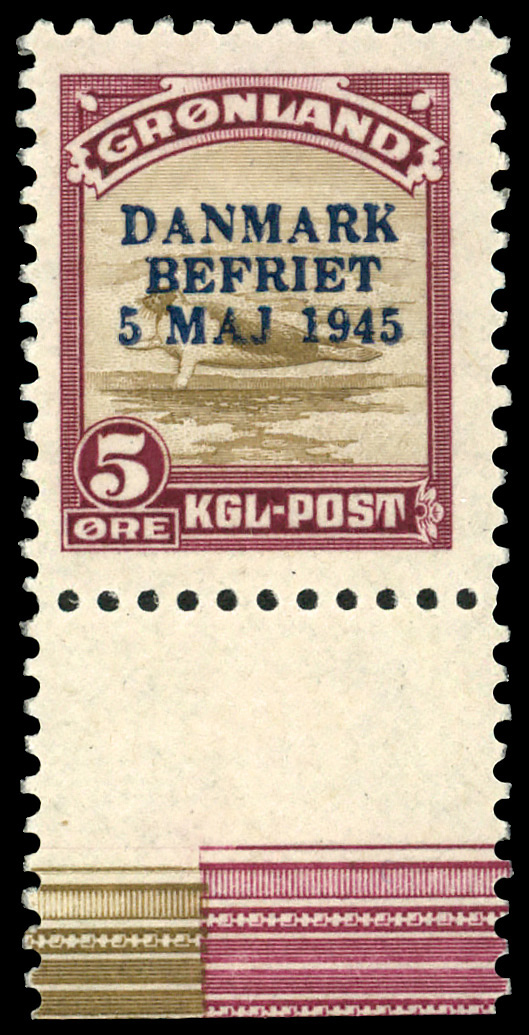 GRØNLAND
DANMARK
BEFRIET
5 MAJ 1945
5
ØRE
KGL-POST